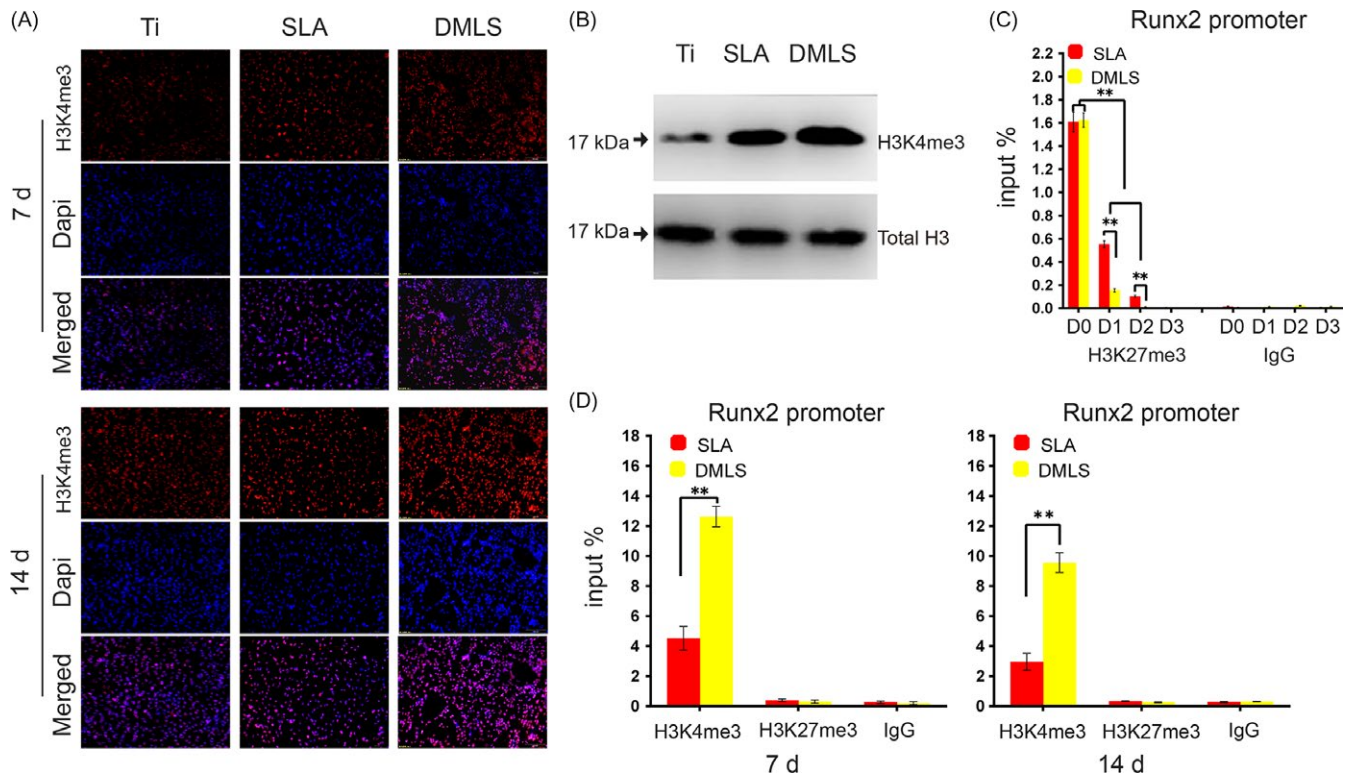 (A)
Ti SLA DMLS
7 d
H3K4me3
Dapi
Merged
14 d
H3K4me3
Dapi
Merged
(B)
Ti SLA DMLS
17 kDa H3K4me3
17 kDa Total H3
(C)
Runx2 promoter
SLA
DMLS
input %
2.2
2.0
1.8
1.6
1.4
1.2
1.0
0.8
0.6
0.4
0.2
0.0
**
**
**
D0 D1 D2 D3 D0 D1 D2 D3
H3K27me3 IgG
(D)
Runx2 promoter
SLA
DMLS
input %
18
16
14
12
10
8
6
4
2
0
**
H3K4me3 H3K27me3 IgG
7 d
Runx2 promoter
SLA
DMLS
18
16
14
12
10
8
6
4
2
0
**
H3K4me3 H3K27me3 IgG
14 d